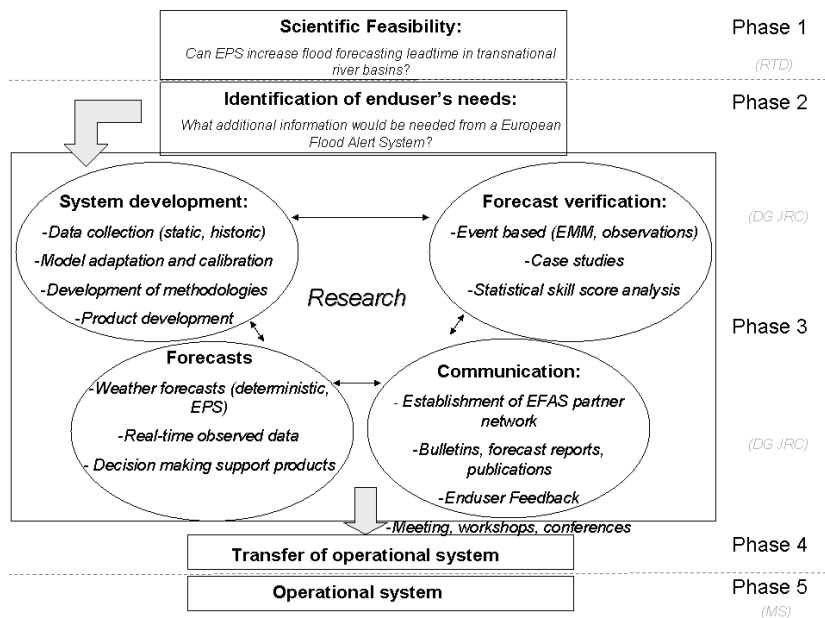 Scientific Feasibility:
Can EPS increase flood forecasting leadtime in transnational
river basins?
Phase 1
(RTD)
Identification of enduser's needs:
What additional information would be needed from a European
Flood Alert System?
Phase 2
(DG JRC)
System development:
-Data collection (static, historic)
-Model adaptation and calibration
-Development of methodologies
-Product development
Forecast verification:
-Event based (EMM, observations)
-Case studies
-Statistical skill score analysis
Research
Phase 3
(DG JRC)
Forecasts
-Weather forecasts (deterministic,
EPS)
-Real-time observed data
- Decision making support products
Communication:
- Establishment of EFAS partner
network
-Bulletins, forecast reports,
publications
-Enduser Feedback
-Meeting, workshops, conferences
Transfer of operational system
Phase 4
Operational system
Phase 5
(MS)